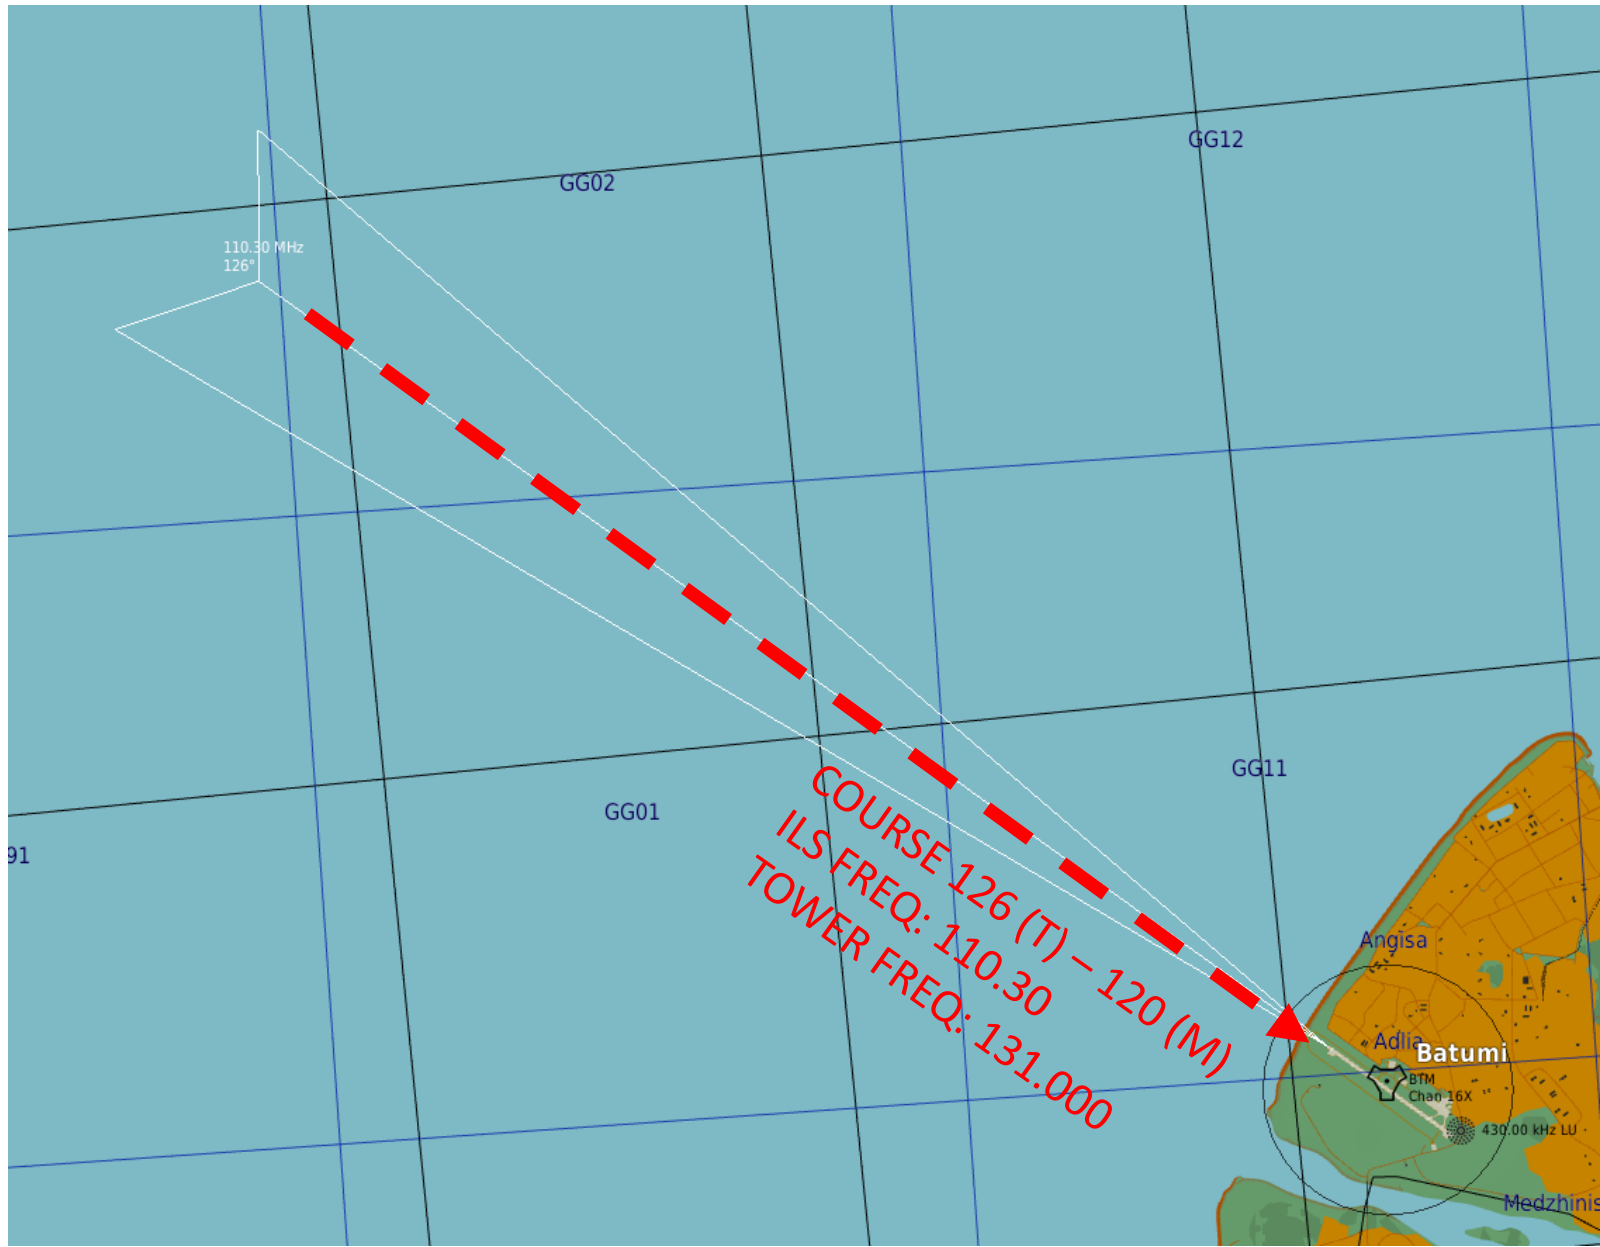 GG12
GG02
110.30 MHz
126°
GG11
GG01
91
COURSE 126 (T) – 120 (M)
ILS FREQ: 110.30
TOWER FREQ: 131.000
Angisa
Adlia
Batumi
BTM
Chan 16X
430.00 kHz LU
Medzhinis